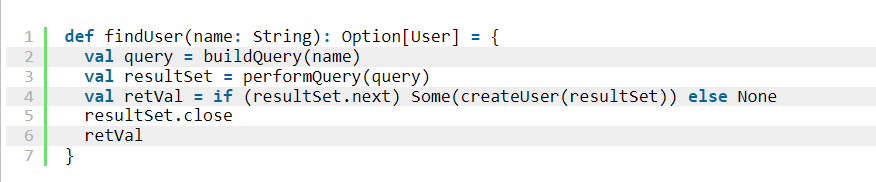 1 def findUser(name: String): Option[User] = {
2   val query = buildQuery(name)
3   val resultSet = performQuery(query)
4   val retVal = if (resultSet.next) Some(createUser(resultSet)) else None
5   resultSet.close
6   retVal
7 }